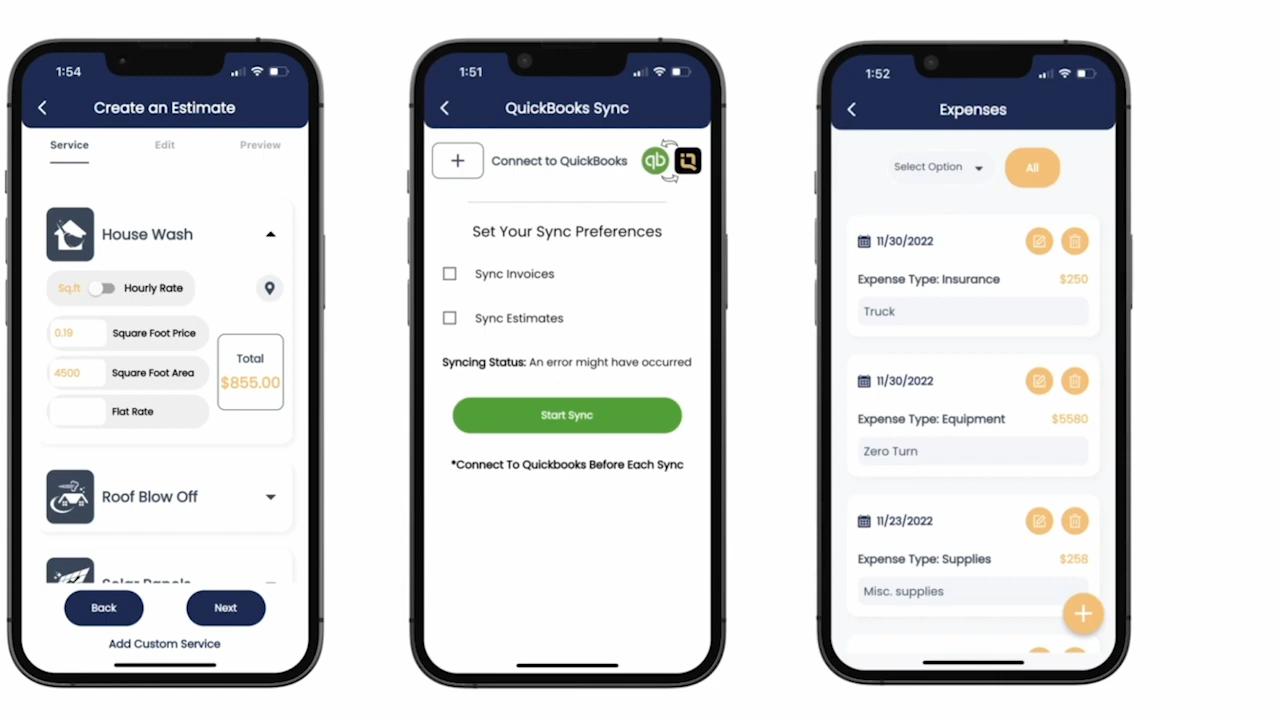 1:54
Create an Estimate
Service Edit Preview
House Wash
Sq.ft Hourly Rate
0.19 Square Foot Price
4500 Square Foot Area
Flat Rate
Total
$855.00
Roof Blow Off
Solar Panels
Back Next
Add Custom Service
1:51
QuickBooks Sync
+ Connect to QuickBooks qb
Set Your Sync Preferences
Sync Invoices
Sync Estimates
Syncing Status: An error might have occurred
Start Sync
*Connect To Quickbooks Before Each Sync
1:52
Expenses
Select Option All
11/30/2022
Expense Type: Insurance $250
Truck
11/30/2022
Expense Type: Equipment $5580
Zero Turn
11/23/2022
Expense Type: Supplies $258
Misc. supplies
+